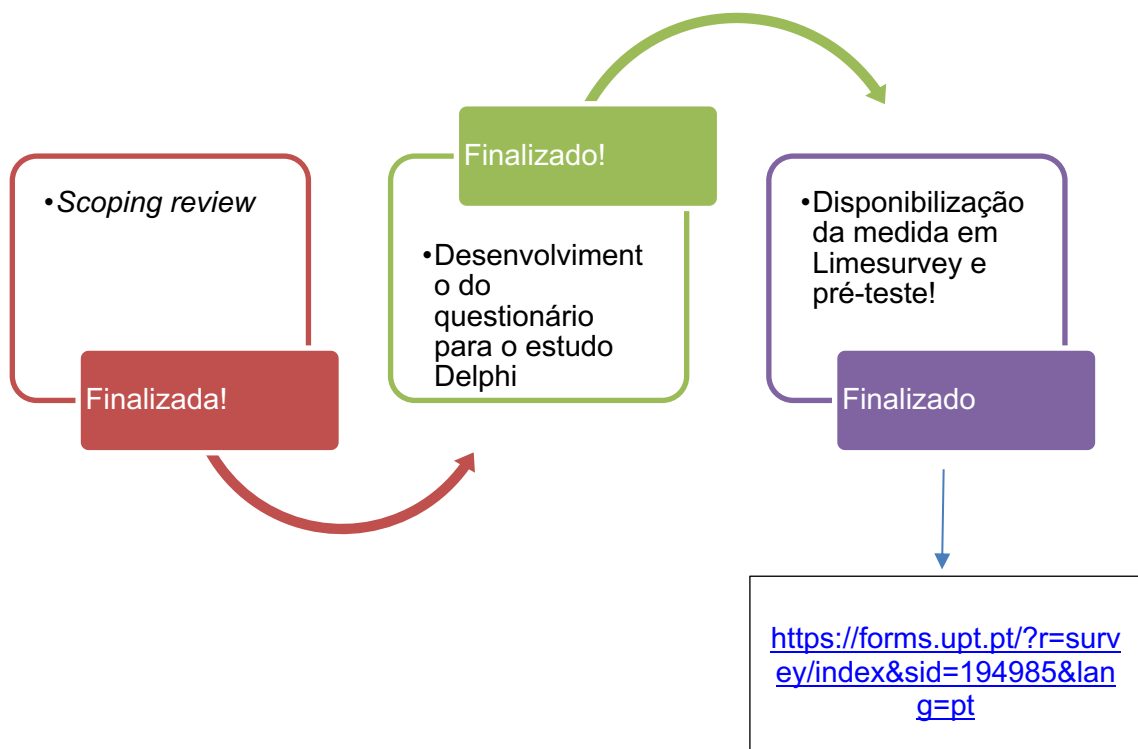 •Scoping review
Finalizada!
Finalizado!
•Desenvolviment
o do
questionário
para o estudo
Delphi
•Disponibilização
da medida em
Limesurvey e
pré-teste!
Finalizado
https://forms.upt.pt/?r=surv
ey/index&sid=194985&lan
g=pt